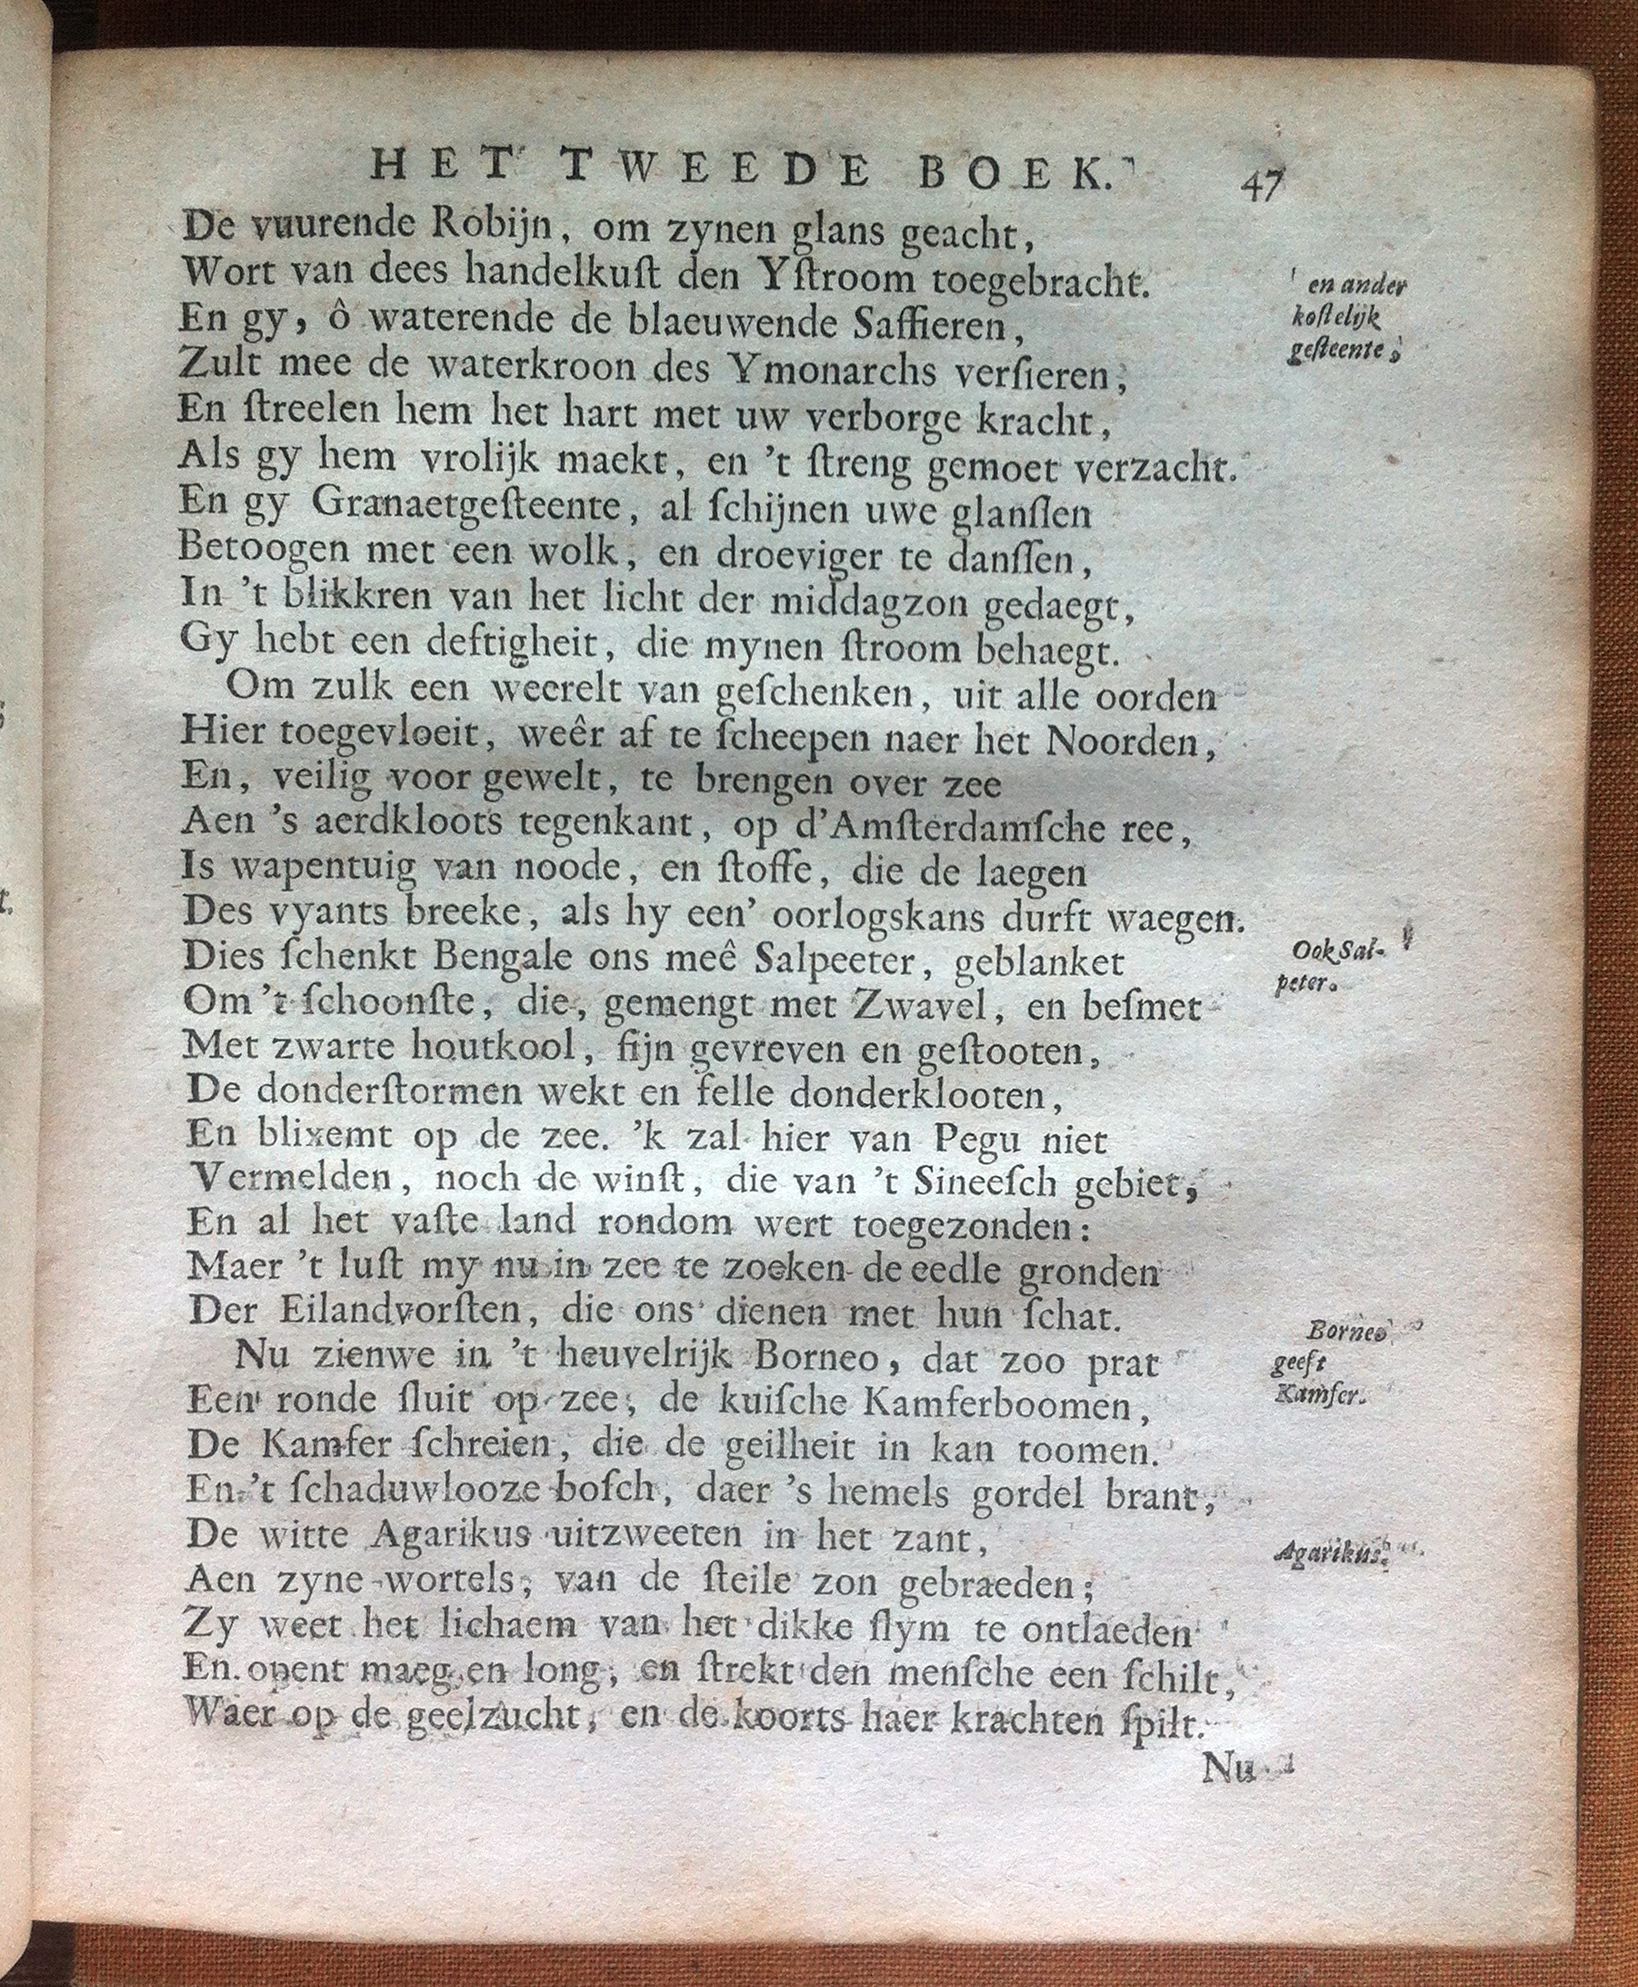 HET TWEEDE BOEK. 47
De vuurende Robijn, om zynen glans geacht,
Wort van dees handelkuſt den Yſtroom toegebracht.
en ander
koſtelijk
geſteente,
En gy, ô waterende de blaeuwende Saffieren,
Zult mee de waterkroon des Ymonarchs verſieren,
En ſtreelen hem het hart met uw verborge kracht,
Als gy hem vrolijk maekt, en 't ſtreng gemoet verzacht.
En gy Granaetgeſteente, al ſchijnen uwe glanſſen
Betoogen met een wolk, en droeviger te danſſen,
In 't blikkren van het licht der middagzon gedaegt,
Gy hebt een deftigheit, die mynen ſtroom behaegt.
Om zulk een weerelt van geſchenken, uit alle oorden
Hier toegevloeit, weêr af te ſcheepen naer het Noorden,
En, veilig voor gewelt, te brengen over zee
Aen 's aerdkloots tegenkant, op d'Amſterdamſche ree,
Is wapentuig van noode, en ſtoffe, die de laegen
Des vyants breeke, als hy een' oorlogskans durft waegen.
Dies ſchenkt Bengale ons meê Salpeeter, geblanket
Ook Sal-
peter.
Om 't ſchoonſte, die, gemengt met Zwavel, en beſmet
Met zwarte houtkool, fijn gevreven en geſtooten,
De donderſtormen wekt en felle donderklooten,
En blixemt op de zee. 'k zal hier van Pegu niet
Vermelden, noch de winſt, die van 't Sineeſch gebiet,
En al het vaſte land rondom wert toegezonden:
Maer 't luſt my nu in zee te zoeken de eedle gronden
Der Eilandvorſten, die ons dienen met hun ſchat.
Nu zienwe in 't heuvelrijk Borneo, dat zoo prat
Borneo
geeft
Kamfer.
Een ronde ſluit op zee, de kuiſche Kamferboomen,
De Kamfer ſchreien, die de geilheit in kan toomen.
En 't ſchaduwlooze boſch, daer 's hemels gordel brant,
De witte Agarikus uitzweeten in het zant,
Agarikus.
Aen zyne wortels, van de ſteile zon gebraeden;
Zy weet het lichaem van het dikke ſlym te ontlaeden
En opent maeg en long, en ſtrekt den menſche een ſchilt,
Waer op de geelzucht, en de koorts haer krachten ſpilt.
Nu